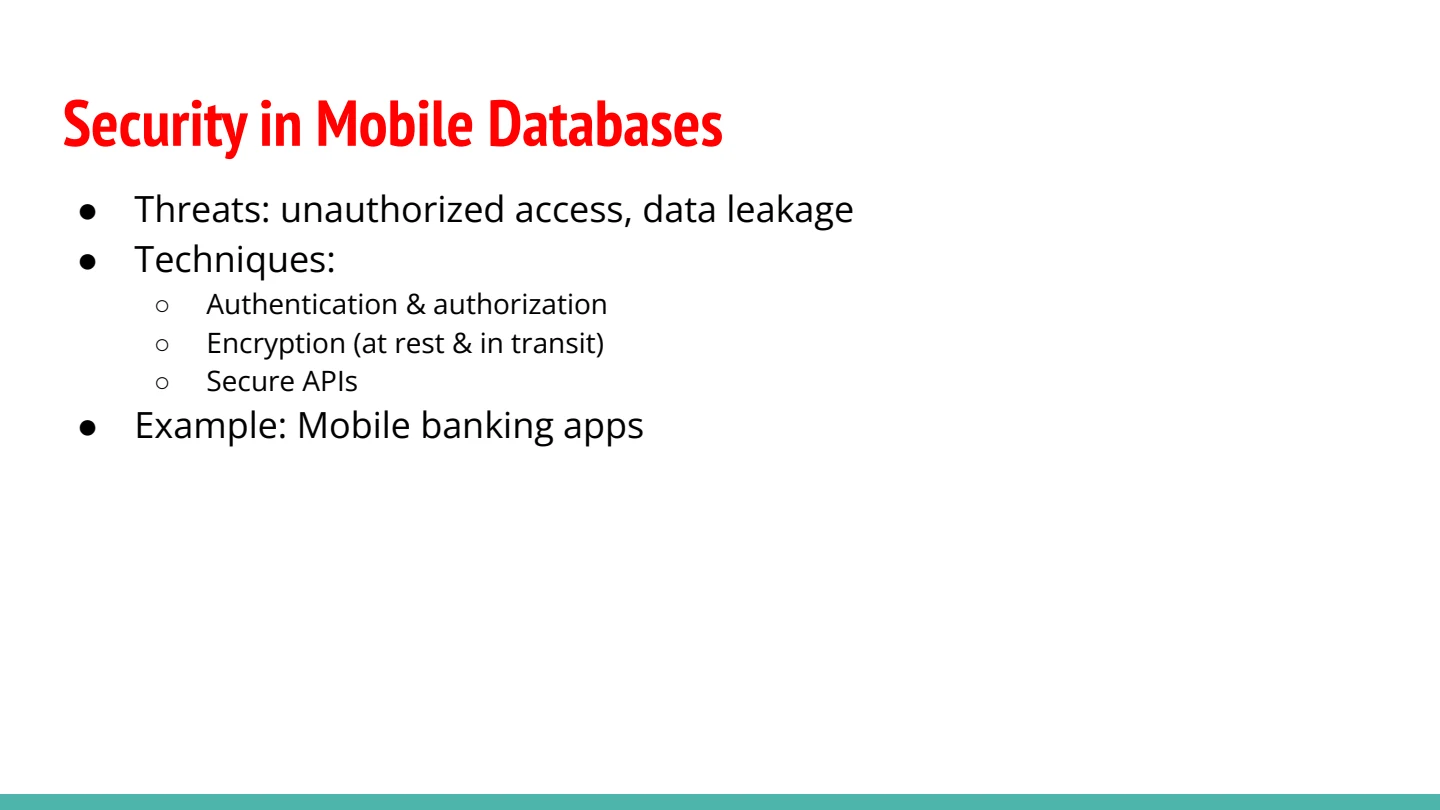 Security in Mobile Databases
● Threats: unauthorized access, data leakage
● Techniques:
○ Authentication & authorization
○ Encryption (at rest & in transit)
○ Secure APIs
● Example: Mobile banking apps